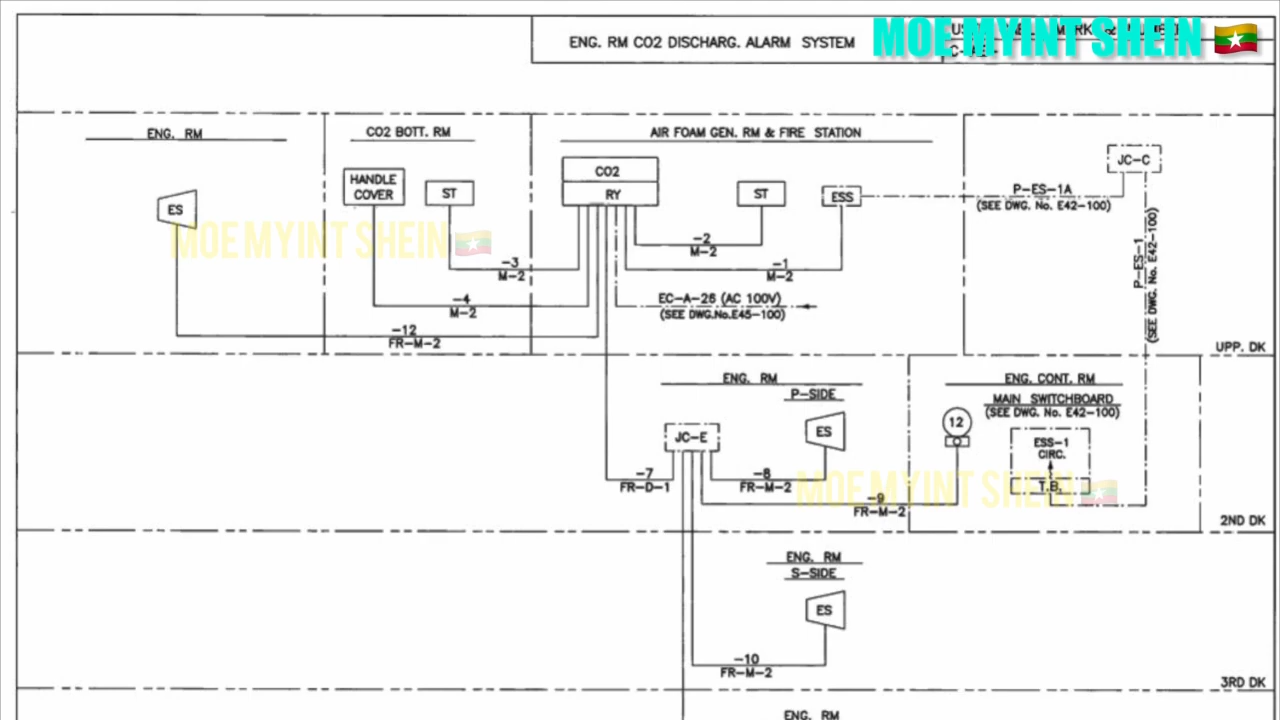 ENG. RM CO2 DISCHARG. ALARM SYSTEM
MOE MYINT SHEIN
ENG. RM
CO2 BOTT. RM
AIR FOAM GEN. RM & FIRE STATION
ES
HANDLE
COVER
ST
CO2
RY
ST
ESS
JC-C
P-ES-1A
(SEE DWG. No. E42-100)
P-ES-1
(SEE DWG. No. E42-100)
MOE MYINT SHEIN
-2
M-2
-3
M-2
-1
M-2
-4
M-2
EC-A-26 (AC 100V)
(SEE DWG.No.E45-100)
-12
FR-M-2
UPP. DK
ENG. RM
P-SIDE
ENG. CONT. RM
MAIN SWITCHBOARD
(SEE DWG. No. E42-100)
JC-E
ES
12
ESS-1
CIRC.
T.B.
-7
FR-D-1
-8
FR-M-2
MOE MYINT SHEIN
-9
FR-M-2
2ND DK
ENG. RM
S-SIDE
ES
-10
FR-M-2
3RD DK
ENG. RM